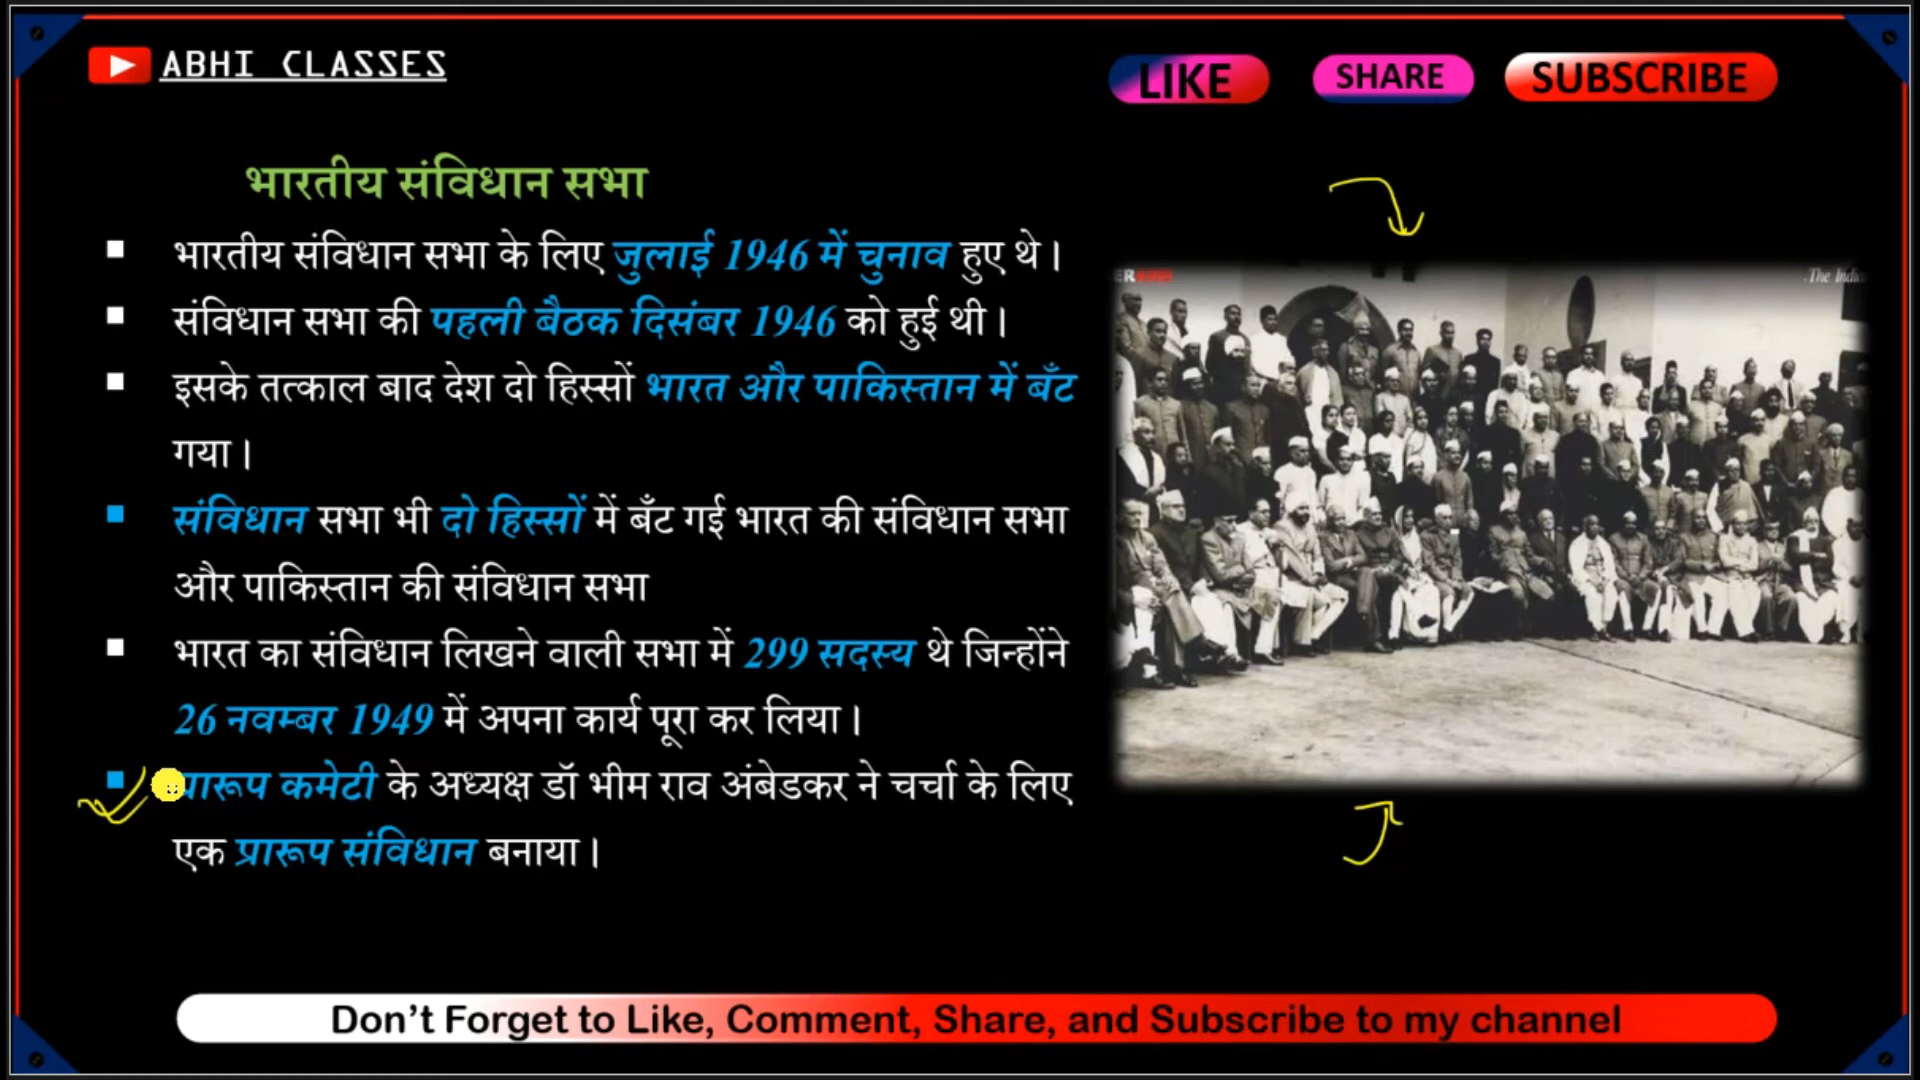 ABHI CLASSES
LIKE SHARE SUBSCRIBE
भारतीय संविधान सभा
भारतीय संविधान सभा के लिए जुलाई 1946 में चुनाव हुए थे।
संविधान सभा की पहली बैठक दिसंबर 1946 को हुई थी।
इसके तत्काल बाद देश दो हिस्सों भारत और पाकिस्तान में बँट
गया।
संविधान सभा भी दो हिस्सों में बँट गई भारत की संविधान सभा
और पाकिस्तान की संविधान सभा
भारत का संविधान लिखने वाली सभा में 299 सदस्य थे जिन्होंने
26 नवम्बर 1949 में अपना कार्य पूरा कर लिया।
प्रारूप कमेटी के अध्यक्ष डॉ भीम राव अंबेडकर ने चर्चा के लिए
एक प्रारूप संविधान बनाया।
The India
Don't Forget to Like, Comment, Share, and Subscribe to my channel